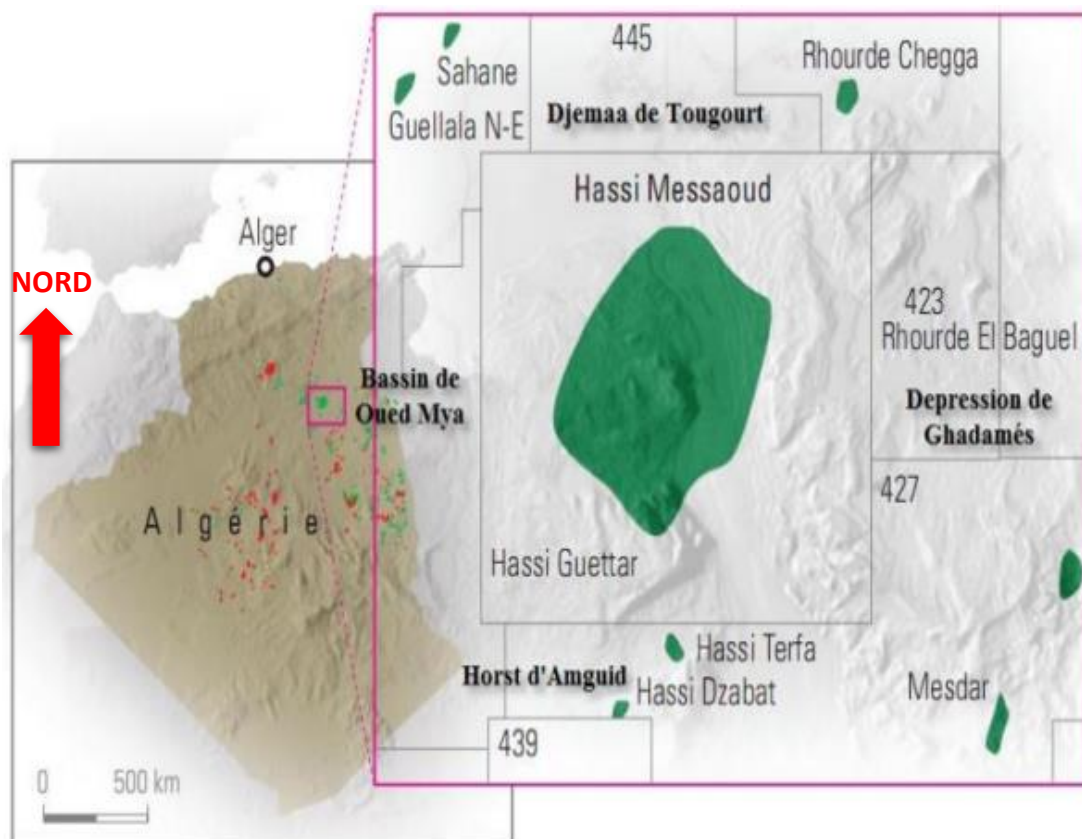 445
Rhourde Chegga
Sahane
Guellala N-E
Djemaa de Tougourt
Hassi Messaoud
Alger
NORD
423
Rhourde El Baguel
Bassin de
Oued Mya
Depression de
Ghadamés
427
Algérie
Hassi Guettar
Hassi Terfa
Horst d'Amguid
Hassi Dzabat
Mesdar
439
0 500 km